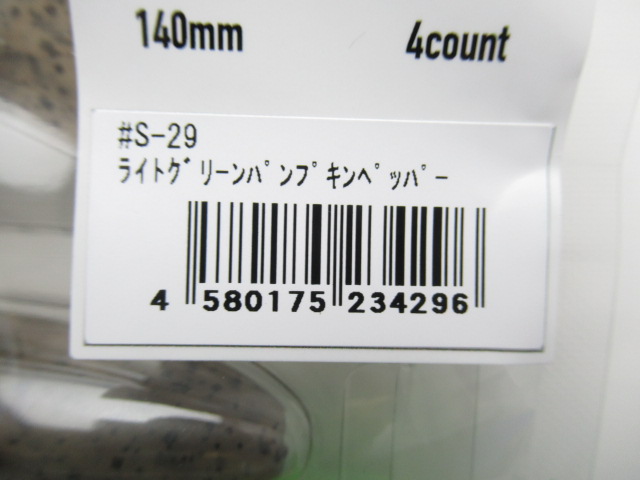 140mm 4count
#S-29
ﾗｲﾄｸﾞﾘｰﾝﾊﾟﾝﾌﾟｷﾝﾍﾟｯﾊﾟｰ
4 580175 234296